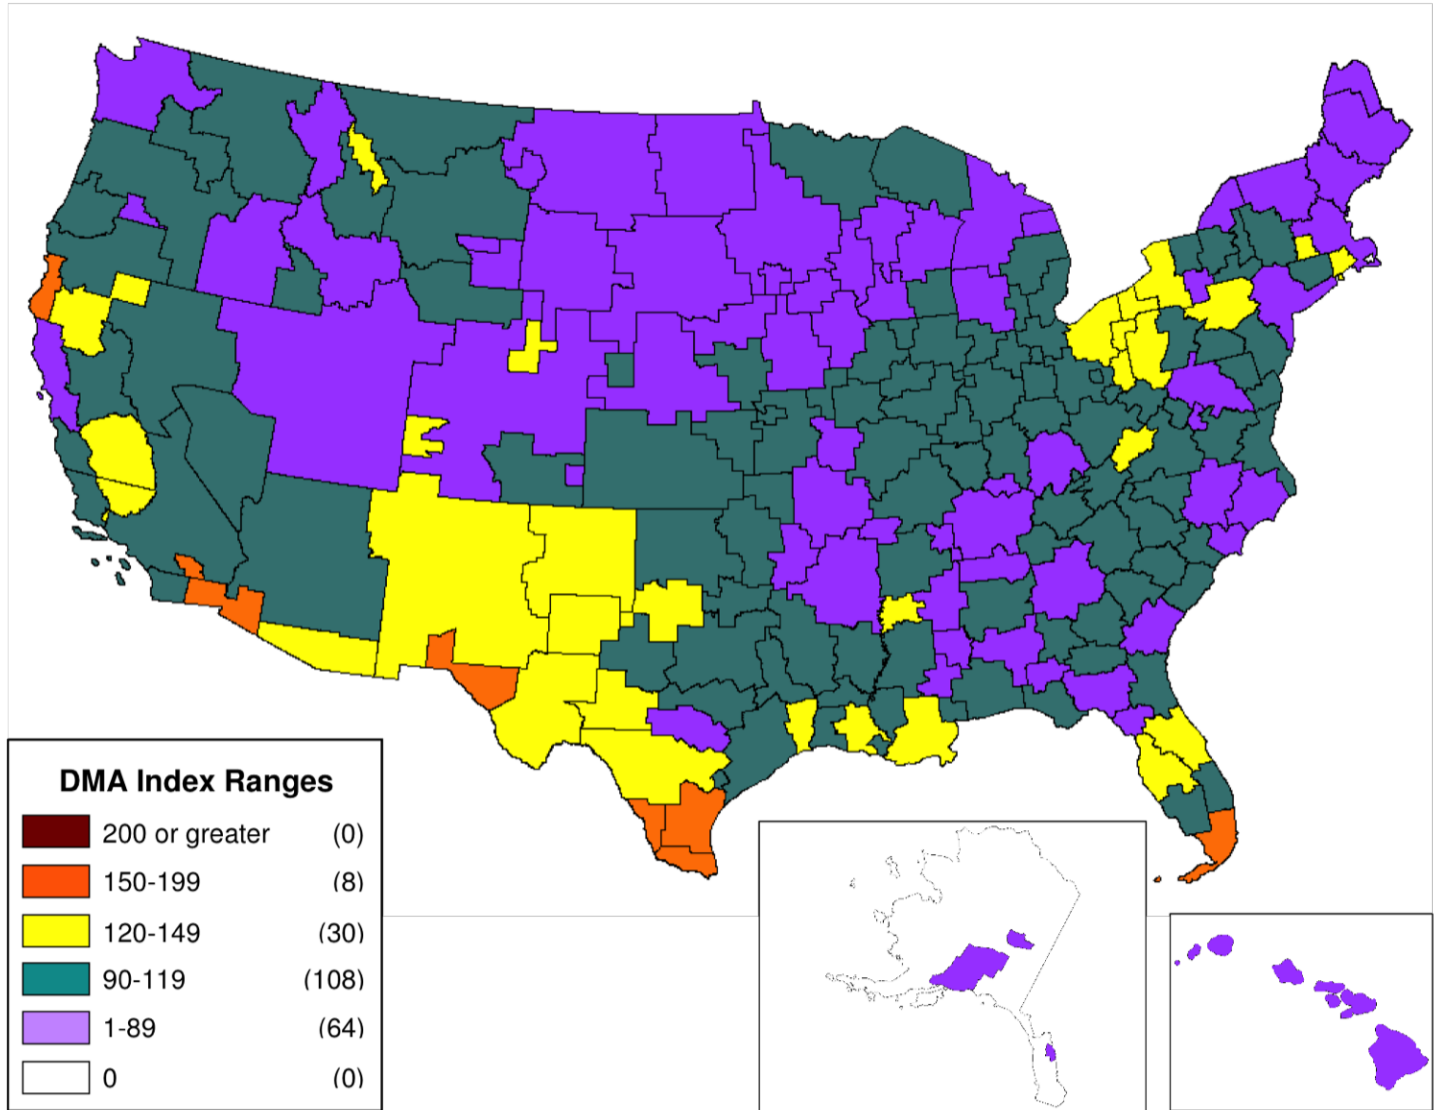 DMA Index Ranges
200 or greater (0)
150-199 (8)
120-149 (30)
90-119 (108)
1-89 (64)
0 (0)